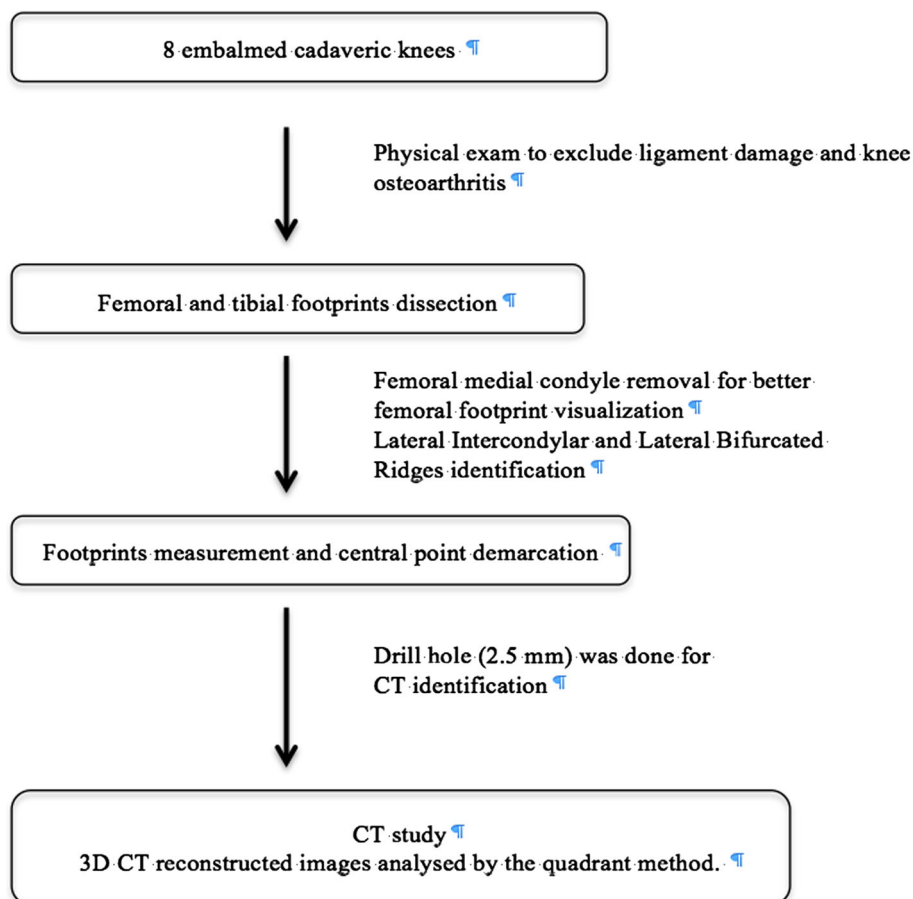 8 embalmed cadaveric knees ¶
Physical exam to exclude ligament damage and knee
osteoarthritis ¶
Femoral and tibial footprints dissection ¶
Femoral medial condyle removal for better
femoral footprint visualization ¶
Lateral Intercondylar and Lateral Bifurcated
Ridges identification ¶
Footprints measurement and central point demarcation ¶
Drill hole (2.5 mm) was done for
CT identification ¶
CT study ¶
3D CT reconstructed images analysed by the quadrant method. ¶